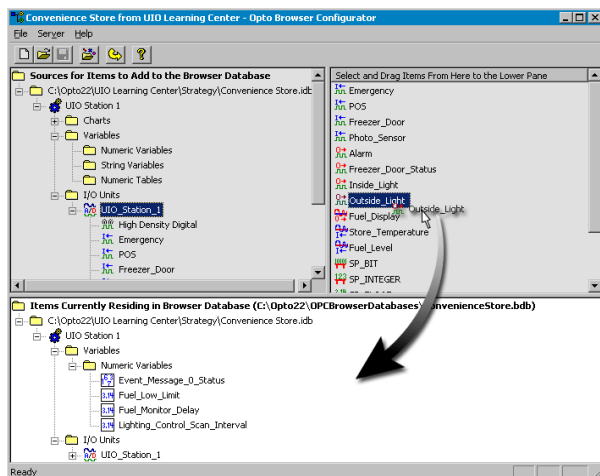 Convenience Store from UIO Learning Center - Opto Browser Configurator
File Server Help
Sources for Items to Add to the Browser Database
C:\Opto22\UIO Learning Center\Strategy\Convenience Store.idb
UIO Station 1
Charts
Variables
Numeric Variables
String Variables
Numeric Tables
I/O Units
UIO_Station_1
High Density Digital
Emergency
POS
Freezer_Door
Select and Drag Items From Here to the Lower Pane
Emergency
POS
Freezer_Door
Photo_Sensor
Alarm
Freezer_Door_Status
Inside_Light
Outside_Light
Outside_Light
Fuel_Display
Store_Temperature
Fuel_Level
SP_BIT
SP_INTEGER
Items Currently Residing in Browser Database (C:\Opto22\OPCBrowserDatabases\ onvenienceStore.bdb)
C:\Opto22\UIO Learning Center\Strategy\Convenience Store.idb
UIO Station 1
Variables
Numeric Variables
Event_Message_0_Status
Fuel_Low_Limit
Fuel_Monitor_Delay
Lighting_Control_Scan_Interval
I/O Units
UIO_Station_1
Ready